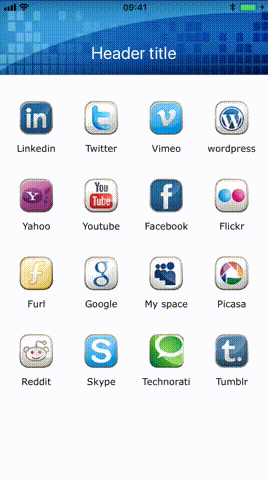 09:41
Header title
in
t
v
W
Linkedin Twitter Vimeo wordpress
Y!
You
Tube
f
Yahoo Youtube Facebook Flickr
f
g
Furl Google My space Picasa
S
t.
Reddit Skype Technorati Tumblr